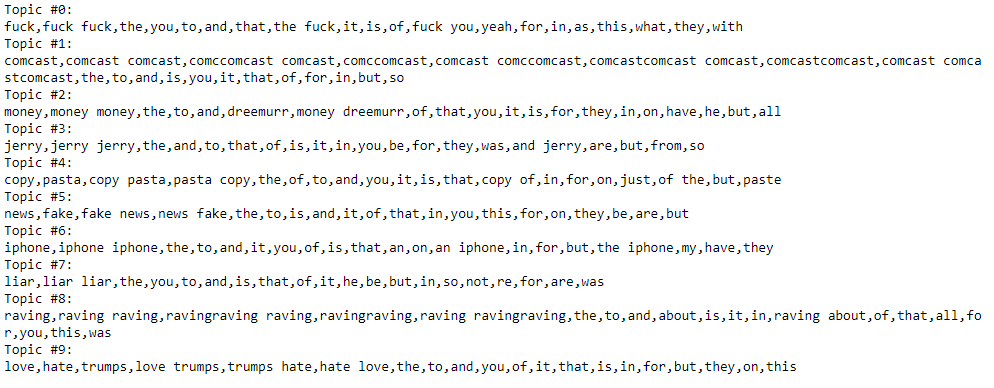 Topic #0:
fuck,fuck fuck,the,you,to,and,that,the fuck,it,is,of,fuck you,yeah,for,in,as,this,what,they,with
Topic #1:
comcast,comcast comcast,comccomcast comcast,comccomcast,comcast comccomcast,comcastcomcast comcast,comcastcomcast,comcast comca
stcomcast,the,to,and,is,you,it,that,of,for,in,but,so
Topic #2:
money,money money,the,to,and,dreemurr,money dreemurr,of,that,you,it,is,for,they,in,on,have,he,but,all
Topic #3:
jerry,jerry jerry,the,and,to,that,of,is,it,in,you,be,for,they,was,and jerry,are,but,from,so
Topic #4:
copy,pasta,copy pasta,pasta copy,the,of,to,and,you,it,is,that,copy of,in,for,on,just,of the,but,paste
Topic #5:
news,fake,fake news,news fake,the,to,is,and,it,of,that,in,you,this,for,on,they,be,are,but
Topic #6:
iphone,iphone iphone,the,to,and,it,you,of,is,that,an,on,an iphone,in,for,but,the iphone,my,have,they
Topic #7:
liar,liar liar,the,you,to,and,is,that,of,it,he,be,but,in,so,not,re,for,are,was
Topic #8:
raving,raving raving,ravingraving raving,ravingraving,raving ravingraving,the,to,and,about,is,it,in,raving about,of,that,all,fo
r,you,this,was
Topic #9:
love,hate,trumps,love trumps,trumps hate,hate love,the,to,and,you,of,it,that,is,in,for,but,they,on,this